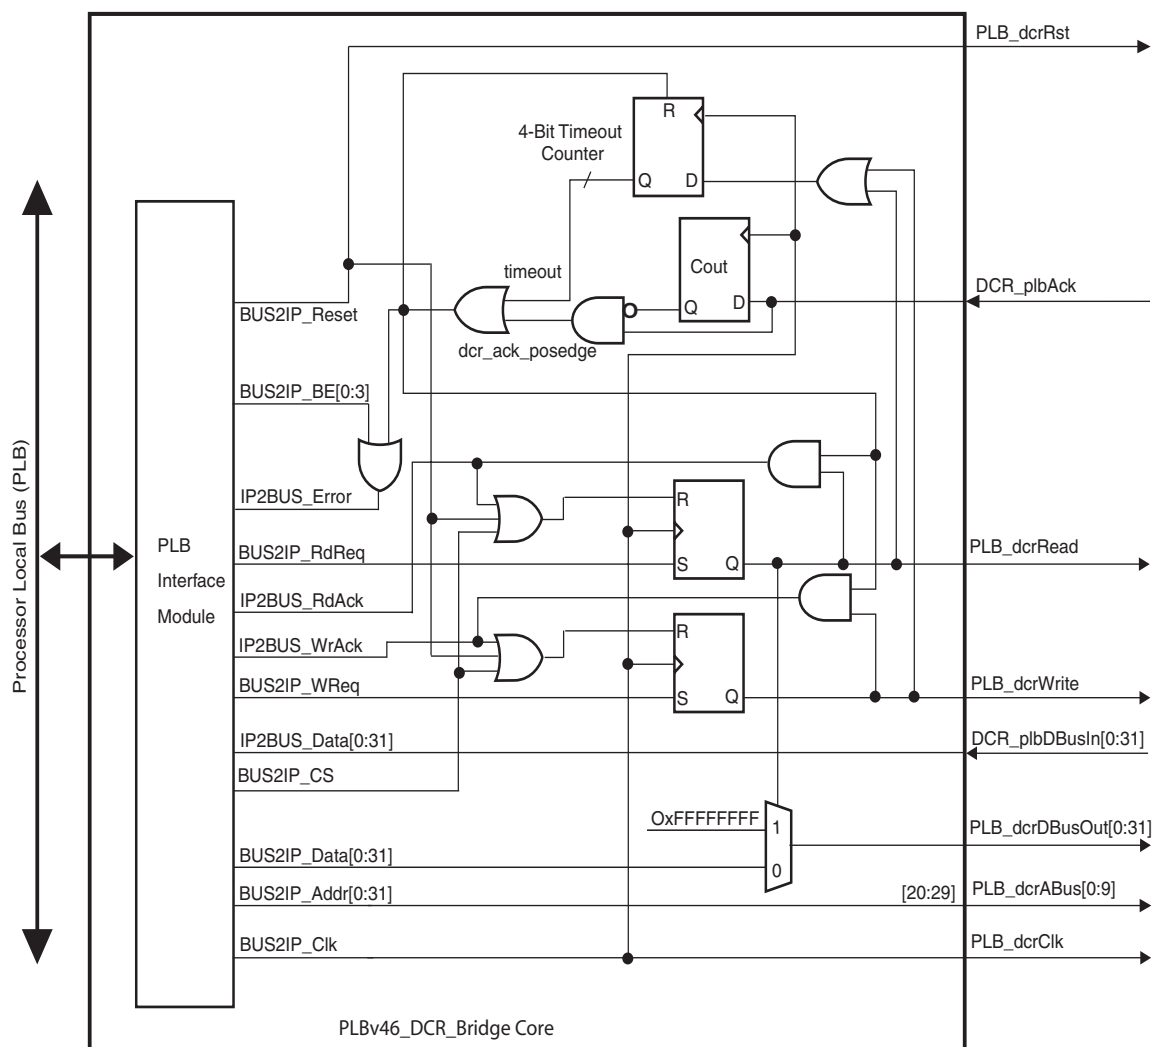 PLB_dcrRst
R
4-Bit Timeout
Counter
Q
D
Cout
timeout
DCR_plbAck
Q
D
BUS2IP_Reset
dcr_ack_posedge
BUS2IP_BE[0:3]
Processor Local Bus (PLB)
IP2BUS_Error
R
PLB
Interface
Module
BUS2IP_RdReq
S
Q
PLB_dcrRead
IP2BUS_RdAck
R
IP2BUS_WrAck
BUS2IP_WReq
S
Q
PLB_dcrWrite
IP2BUS_Data[0:31]
DCR_plbDBusIn[0:31]
BUS2IP_CS
OxFFFFFFFF
1
PLB_dcrDBusOut[0:31]
BUS2IP_Data[0:31]
0
BUS2IP_Addr[0:31]
[20:29]
PLB_dcrABus[0:9]
BUS2IP_Clk
PLB_dcrClk
PLBv46_DCR_Bridge Core